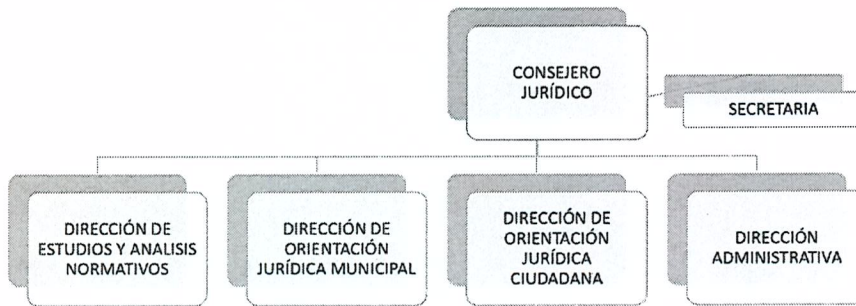 CONSEJERO
JURÍDICO
SECRETARIA
DIRECCIÓN DE
ESTUDIOS Y ANALISIS
NORMATIVOS
DIRECCIÓN DE
ORIENTACIÓN
JURÍDICA MUNICIPAL
DIRECCIÓN DE
ORIENTACIÓN
JURÍDICA
CIUDADANA
DIRECCIÓN
ADMINISTRATIVA